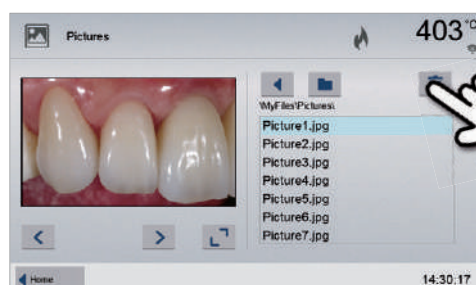 Pictures
403°C
\MyFiles\Pictures\
Picture1.jpg
Picture2.jpg
Picture3.jpg
Picture4.jpg
Picture5.jpg
Picture6.jpg
Picture7.jpg
Home
14:30:17